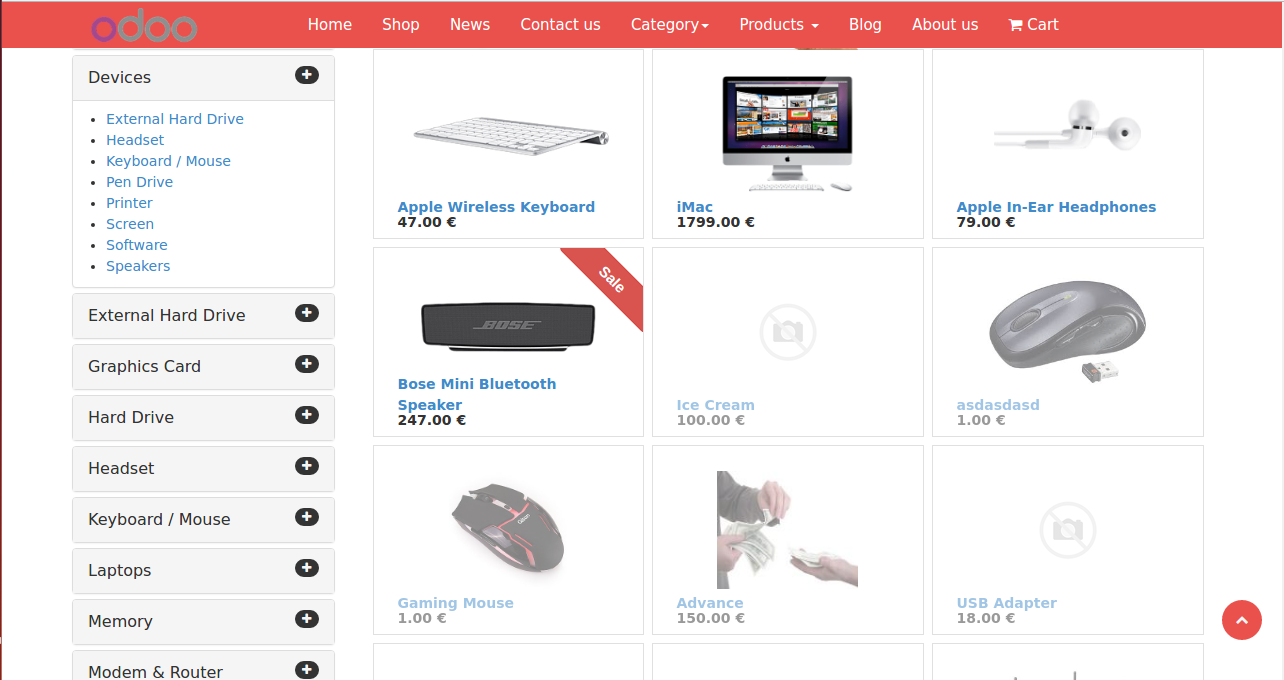 odoo
Home
Shop
News
Contact us
Category
Products
Blog
About us
Cart
Devices
External Hard Drive
Headset
Keyboard / Mouse
Pen Drive
Printer
Screen
Software
Speakers
External Hard Drive
Graphics Card
Hard Drive
Headset
Keyboard / Mouse
Laptops
Memory
Modem & Router
Apple Wireless Keyboard
47.00 €
iMac
1799.00 €
Apple In-Ear Headphones
79.00 €
Sale
BOSE
Bose Mini Bluetooth
Speaker
247.00 €
Ice Cream
100.00 €
asdasdasd
1.00 €
Gaming Mouse
1.00 €
Advance
150.00 €
USB Adapter
18.00 €